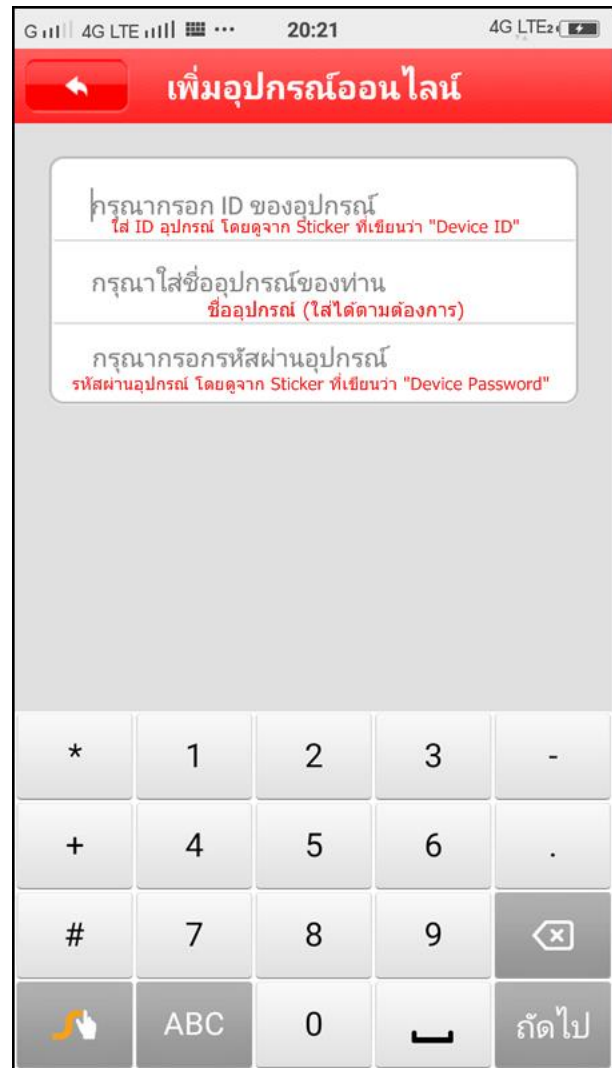 G 4G LTE ··· 20:21 4G LTE2
เพิ่มอุปกรณ์ออนไลน์
กรุณากรอก ID ของอุปกรณ์
ใส่ ID อุปกรณ์ โดยดูจาก Sticker ที่เขียนว่า "Device ID"
กรุณาใส่ชื่ออุปกรณ์ของท่าน
ชื่ออุปกรณ์ (ใส่ได้ตามต้องการ)
กรุณากรอกรหัสผ่านอุปกรณ์
รหัสผ่านอุปกรณ์ โดยดูจาก Sticker ที่เขียนว่า "Device Password"
* 1 2 3 -
+ 4 5 6 .
# 7 8 9
ABC 0 ถัดไป